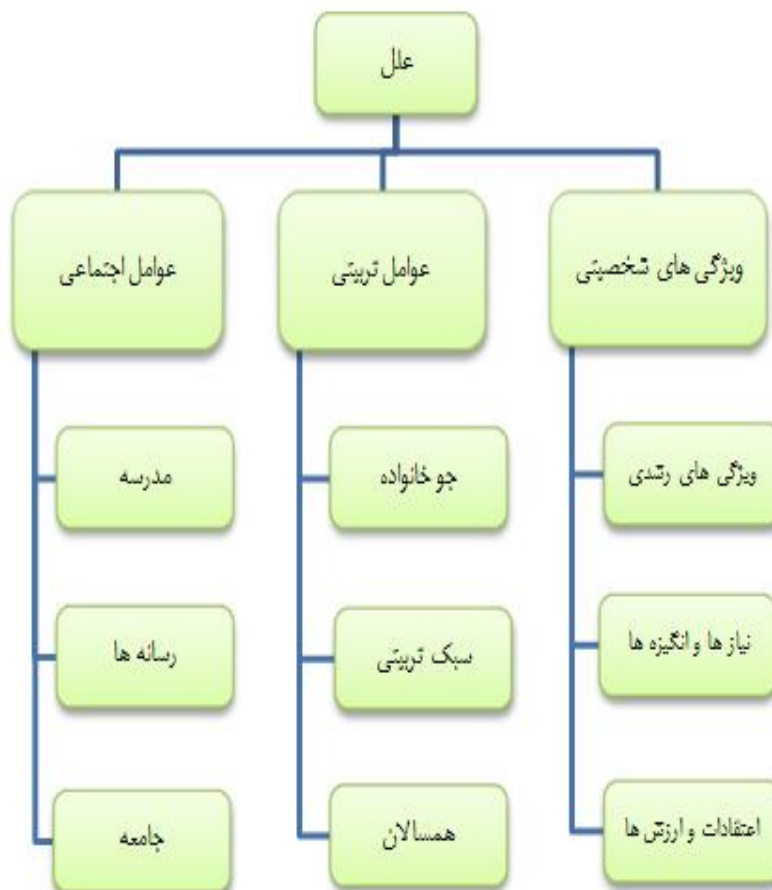 علل
ویژگی های شخصیتی
عوامل تربیتی
عوامل اجتماعی
ویژگی های رشدی
نیاز ها و انگیزه ها
اعتقادات و ارزش ها
جو خانواده
سبک تربیتی
همسالان
مدرسه
رسانه ها
جامعه